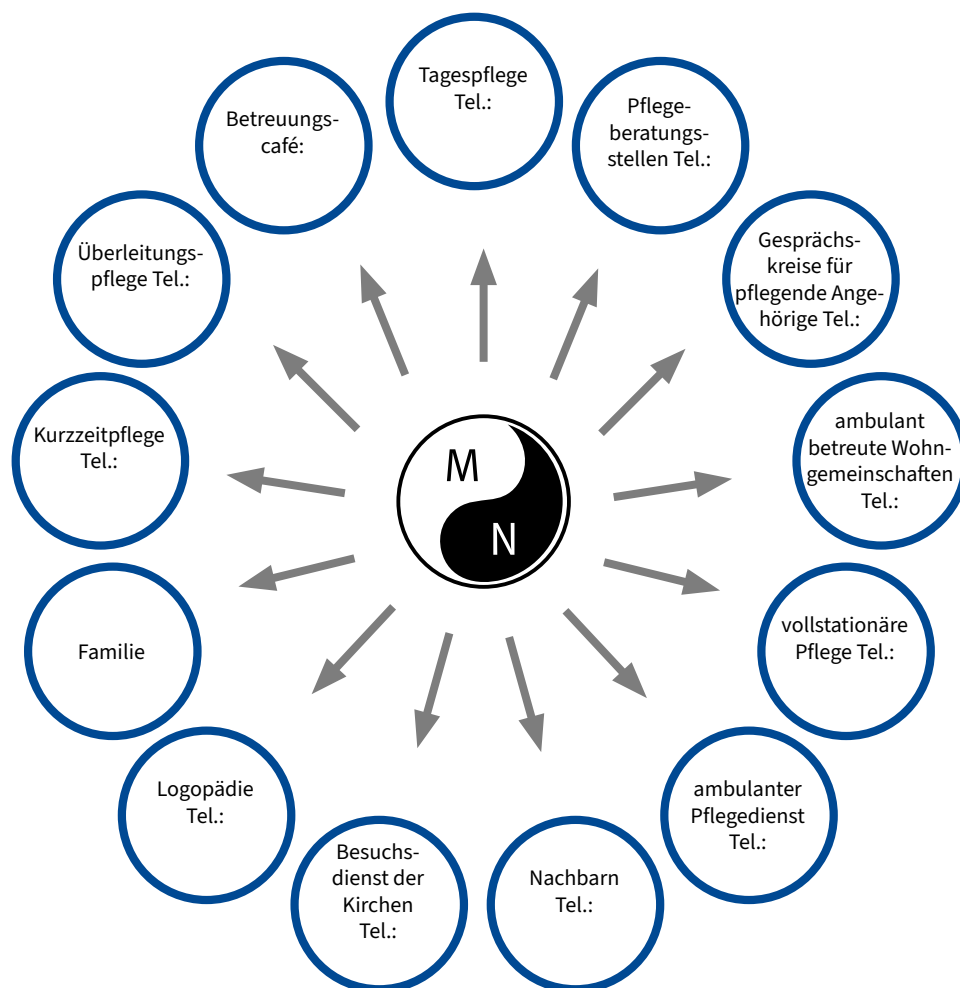 Tagespflege
Tel.:
Pflege-
beratungs-
stellen Tel.:
Gesprächs-
kreise für
pflegende Ange-
hörige Tel.:
ambulant
betreute Wohn-
gemeinschaften
Tel.:
vollstationäre
Pflege Tel.:
ambulanter
Pflegedienst
Tel.:
Nachbarn
Tel.:
Besuchs-
dienst der
Kirchen
Tel.:
Logopädie
Tel.:
Familie
Kurzzeitpflege
Tel.:
Überleitungs-
pflege Tel.:
Betreuungs-
café:
M
N